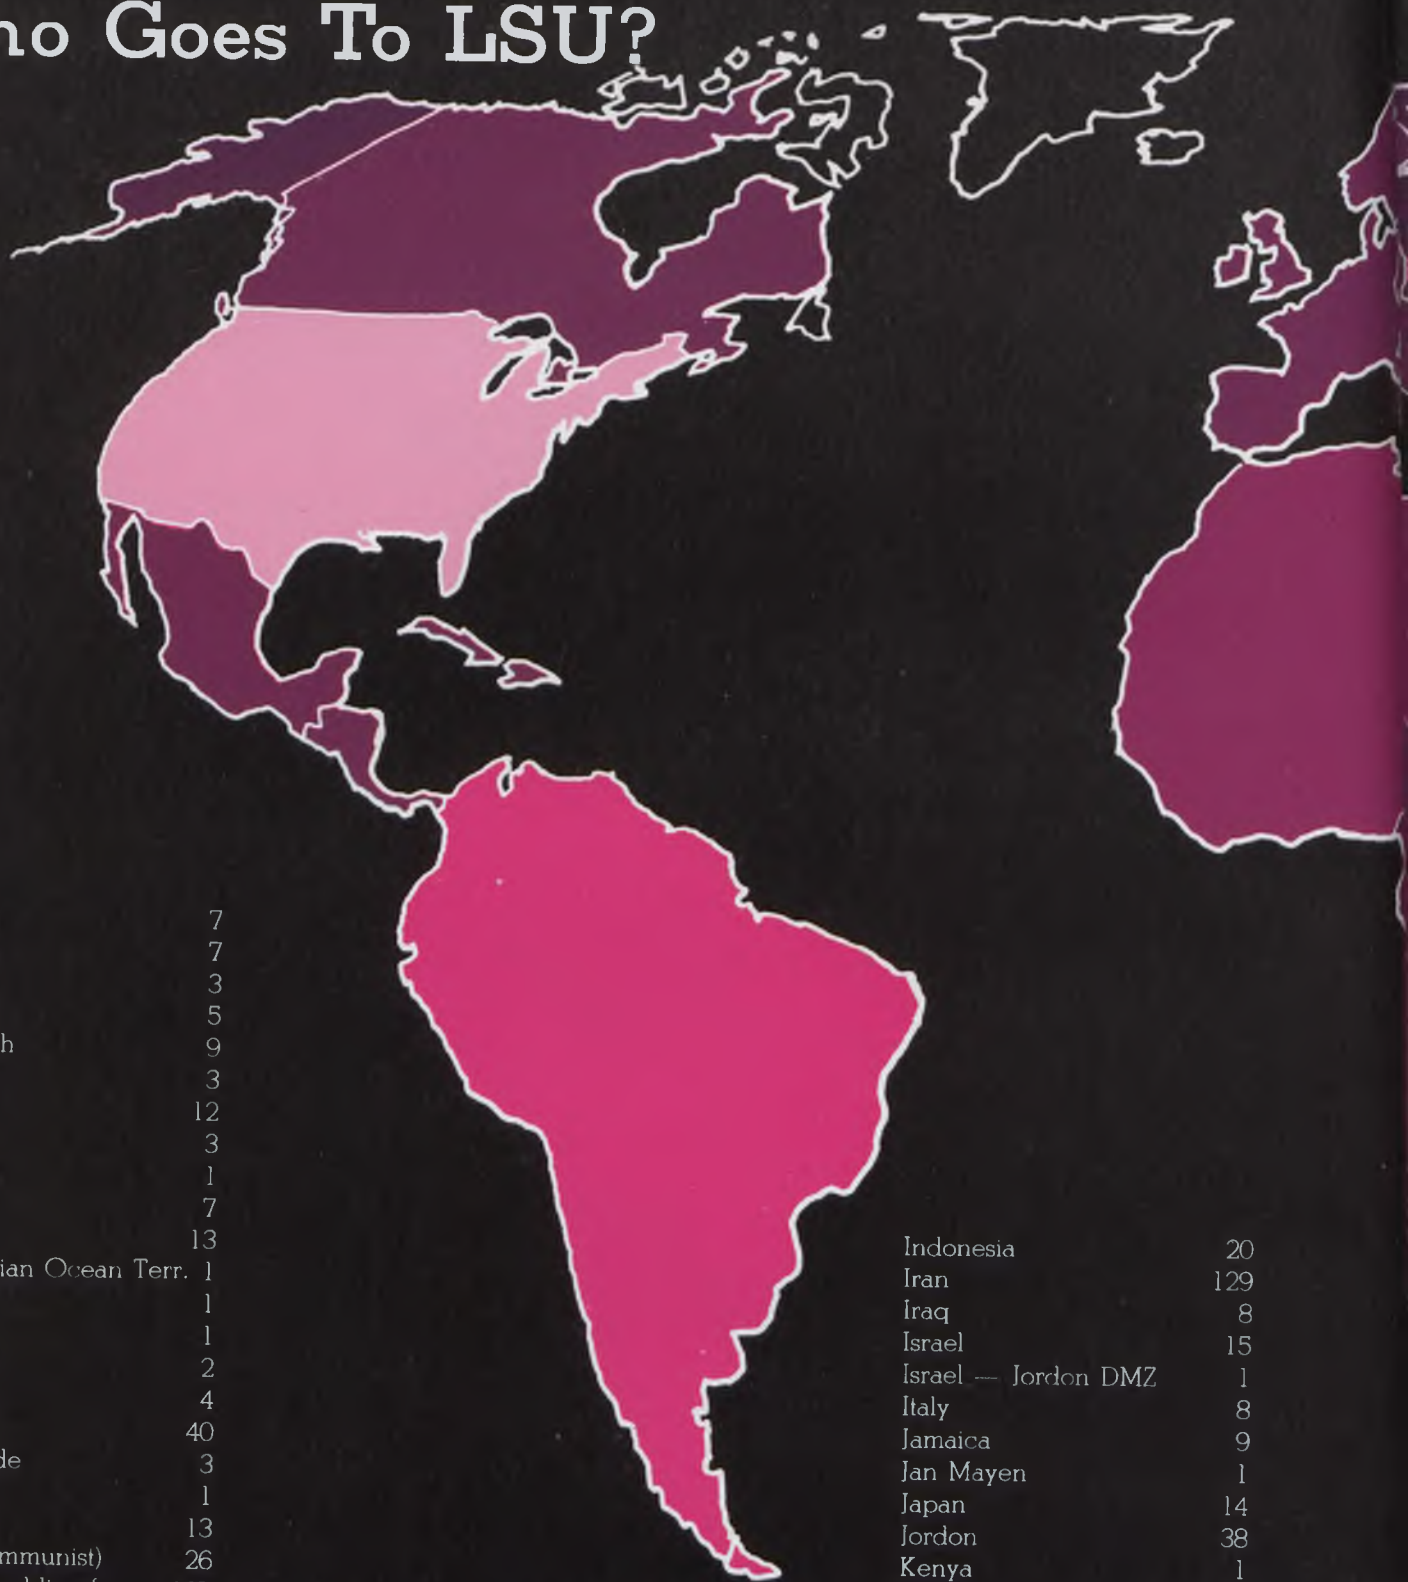 no Goes To LSU?
7
7
3
5
h 9
3
12
3
1
7
13
ian Ocean Terr. 1
1
1
2
4
40
de 3
1
13
mmunist) 26
Indonesia 20
Iran 129
Iraq 8
Israel 15
Israel — Jordon DMZ 1
Italy 8
Jamaica 9
Jan Mayen 1
Japan 14
Jordon 38
Kenya 1